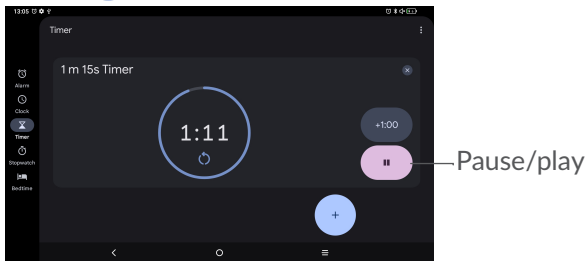 13:05
Timer
1 m 15s Timer
Alarm
Clock
1:11
+1:00
Timer
Pause/play
Stopwatch
Bedtime